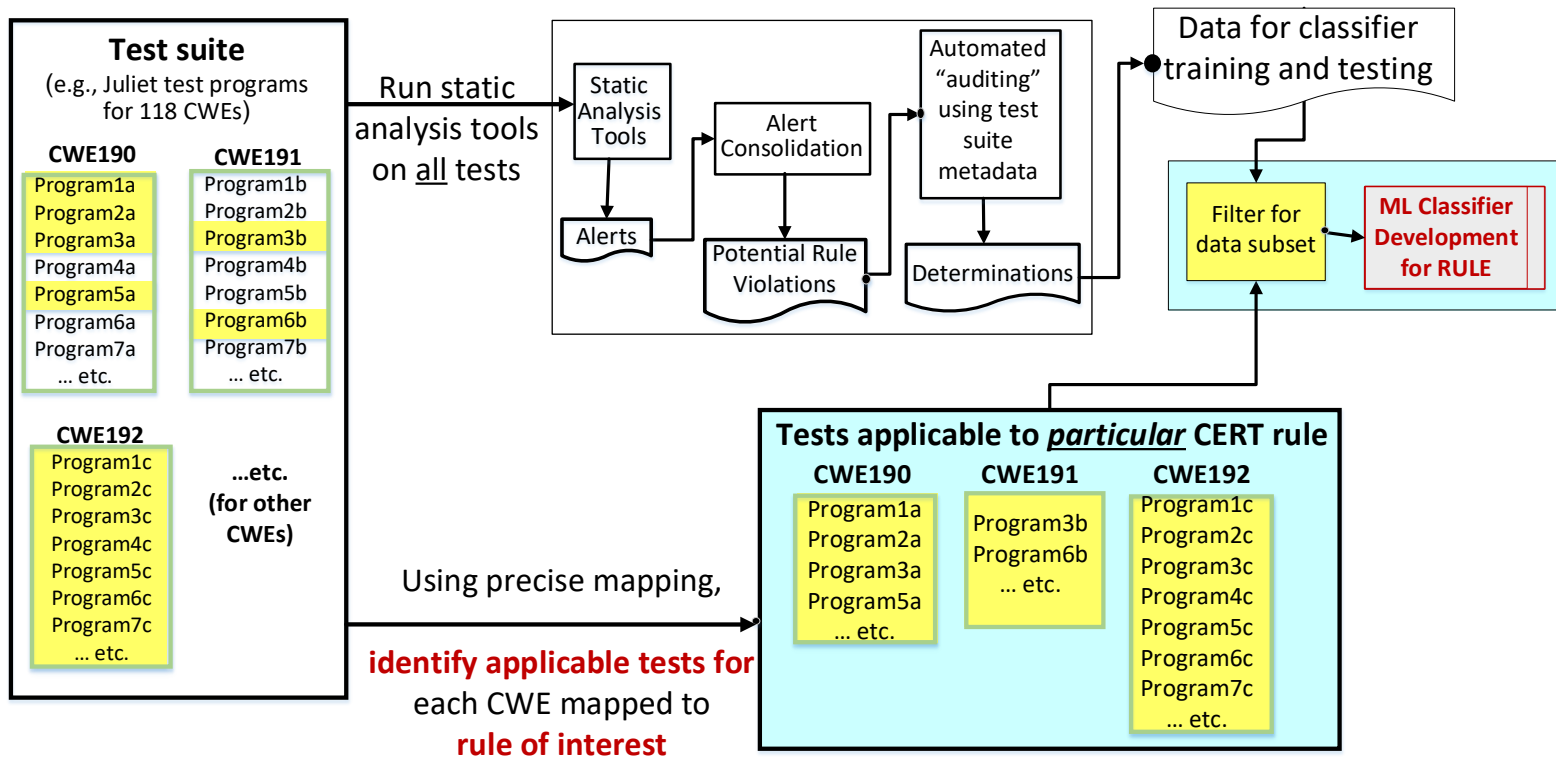 Test suite
(e.g., Juliet test programs
for 118 CWEs)
CWE190
Program1a
Program2a
Program3a
Program4a
Program5a
Program6a
Program7a
... etc.
CWE191
Program1b
Program2b
Program3b
Program4b
Program5b
Program6b
Program7b
... etc.
CWE192
Program1c
Program2c
Program3c
Program4c
Program5c
Program6c
Program7c
... etc.
...etc.
(for other
CWEs)
Run static
analysis tools
on all tests
Static
Analysis
Tools
Alerts
Alert
Consolidation
Potential Rule
Violations
Automated
“auditing”
using test
suite
metadata
Determinations
Data for classifier
training and testing
Filter for
data subset
ML Classifier
Development
for RULE
Using precise mapping,
identify applicable tests for
each CWE mapped to
rule of interest
Tests applicable to particular CERT rule
CWE190
Program1a
Program2a
Program3a
Program5a
... etc.
CWE191
Program3b
Program6b
... etc.
CWE192
Program1c
Program2c
Program3c
Program4c
Program5c
Program6c
Program7c
... etc.